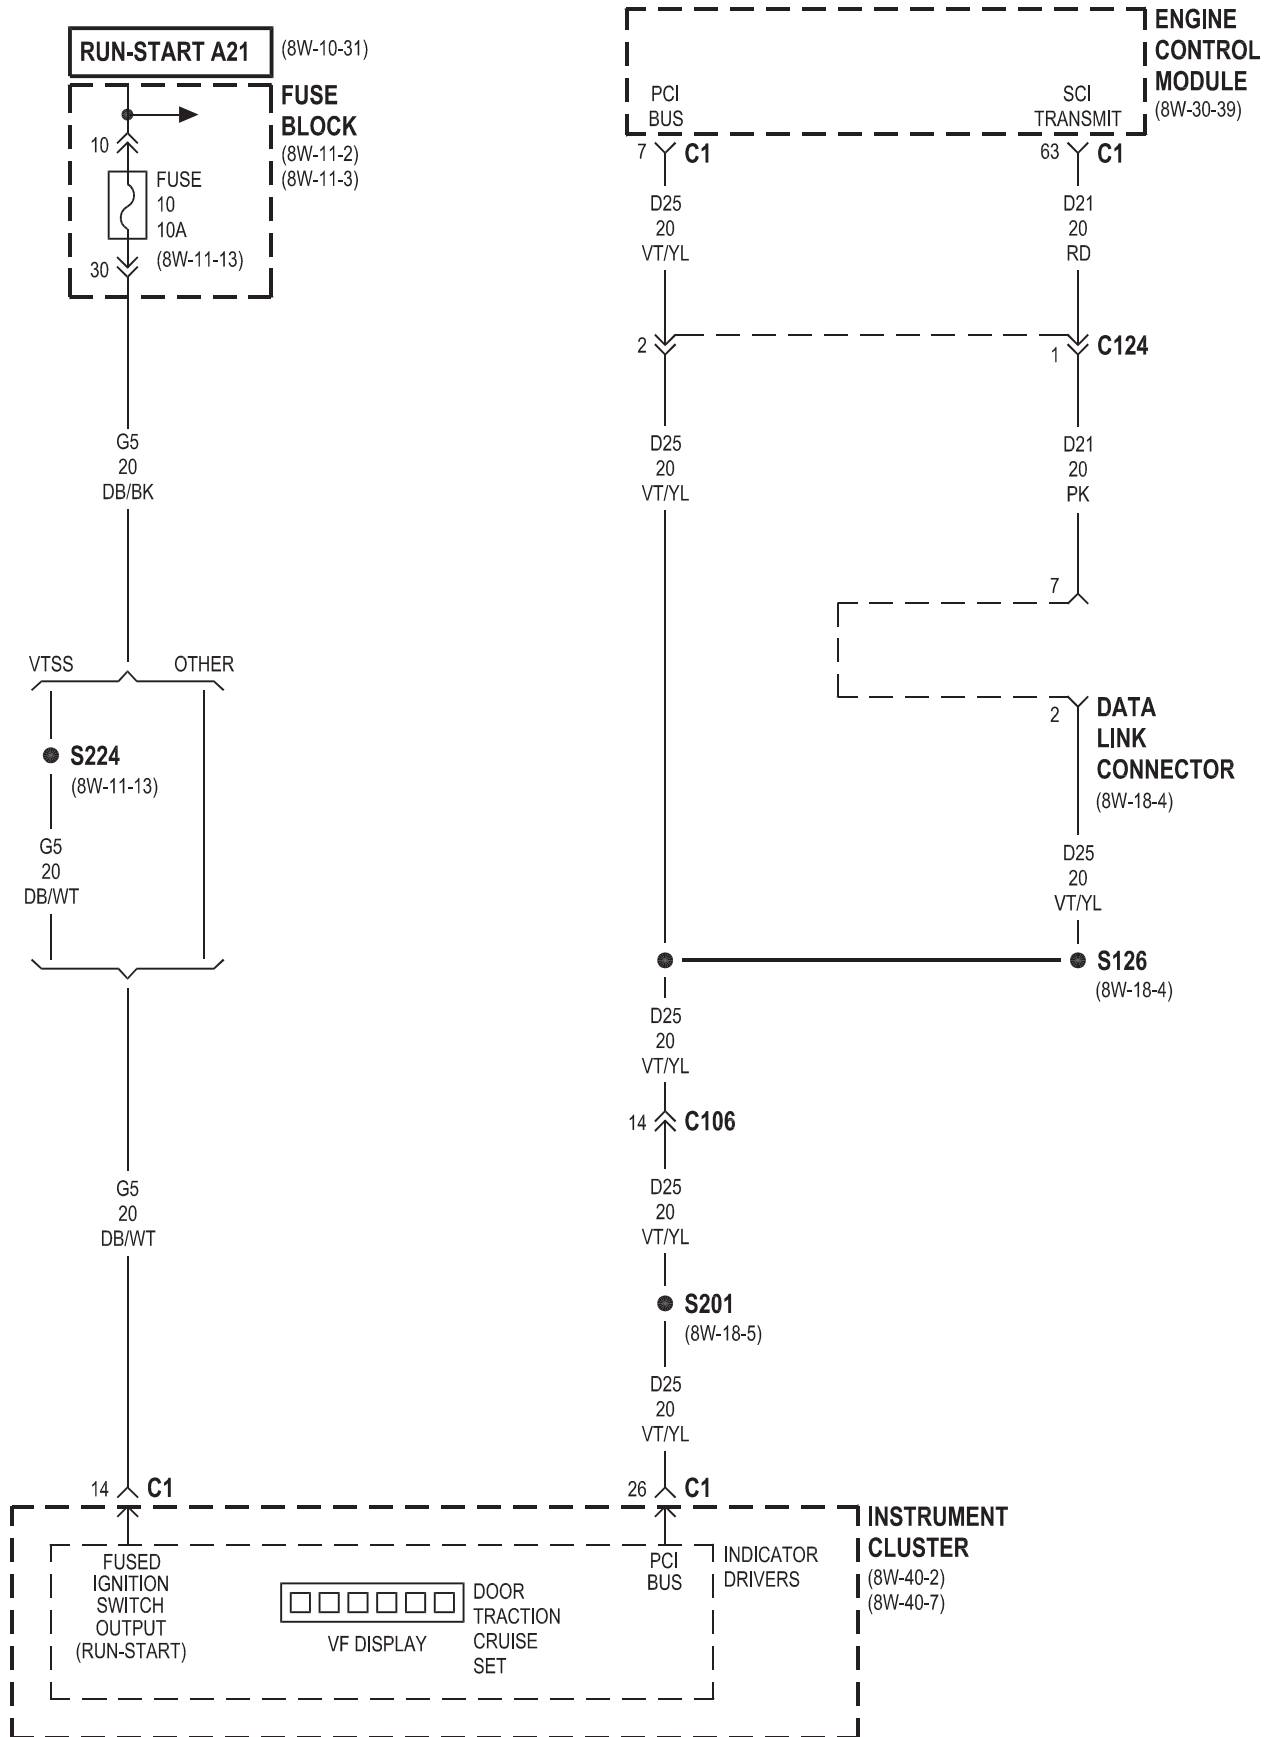 RUN-START A21
(8W-10-31)
FUSE
BLOCK
(8W-11-2)
(8W-11-3)
10
FUSE
10
10A
(8W-11-13)
30
G5
20
DB/BK
VTSS
OTHER
S224
(8W-11-13)
G5
20
DB/WT
G5
20
DB/WT
14
C1
ENGINE
CONTROL
MODULE
(8W-30-39)
PCI
BUS
SCI
TRANSMIT
7
C1
63
C1
D25
20
VT/YL
D21
20
RD
2
1
C124
D25
20
VT/YL
D21
20
PK
7
2
DATA
LINK
CONNECTOR
(8W-18-4)
D25
20
VT/YL
S126
(8W-18-4)
D25
20
VT/YL
14
C106
D25
20
VT/YL
S201
(8W-18-5)
D25
20
VT/YL
26
C1
INSTRUMENT
CLUSTER
(8W-40-2)
(8W-40-7)
FUSED
IGNITION
SWITCH
OUTPUT
(RUN-START)
VF DISPLAY
DOOR
TRACTION
CRUISE
SET
PCI
BUS
INDICATOR
DRIVERS